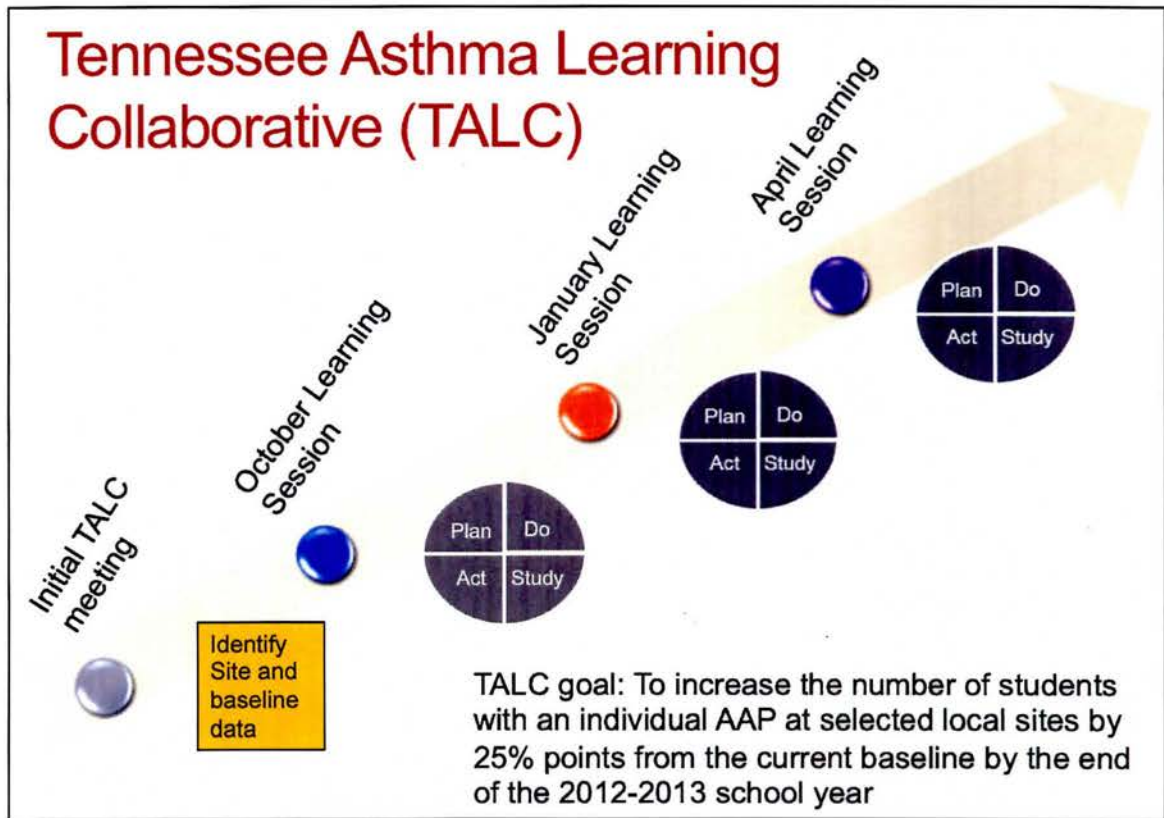 Tennessee Asthma Learning
Collaborative (TALC)
Initial TALC
meeting
Identify
Site and
baseline
data
October Learning
Session
Plan Do
Act Study
January Learning
Session
Plan Do
Act Study
April Learning
Session
Plan Do
Act Study
TALC goal: To increase the number of students
with an individual AAP at selected local sites by
25% points from the current baseline by the end
of the 2012-2013 school year